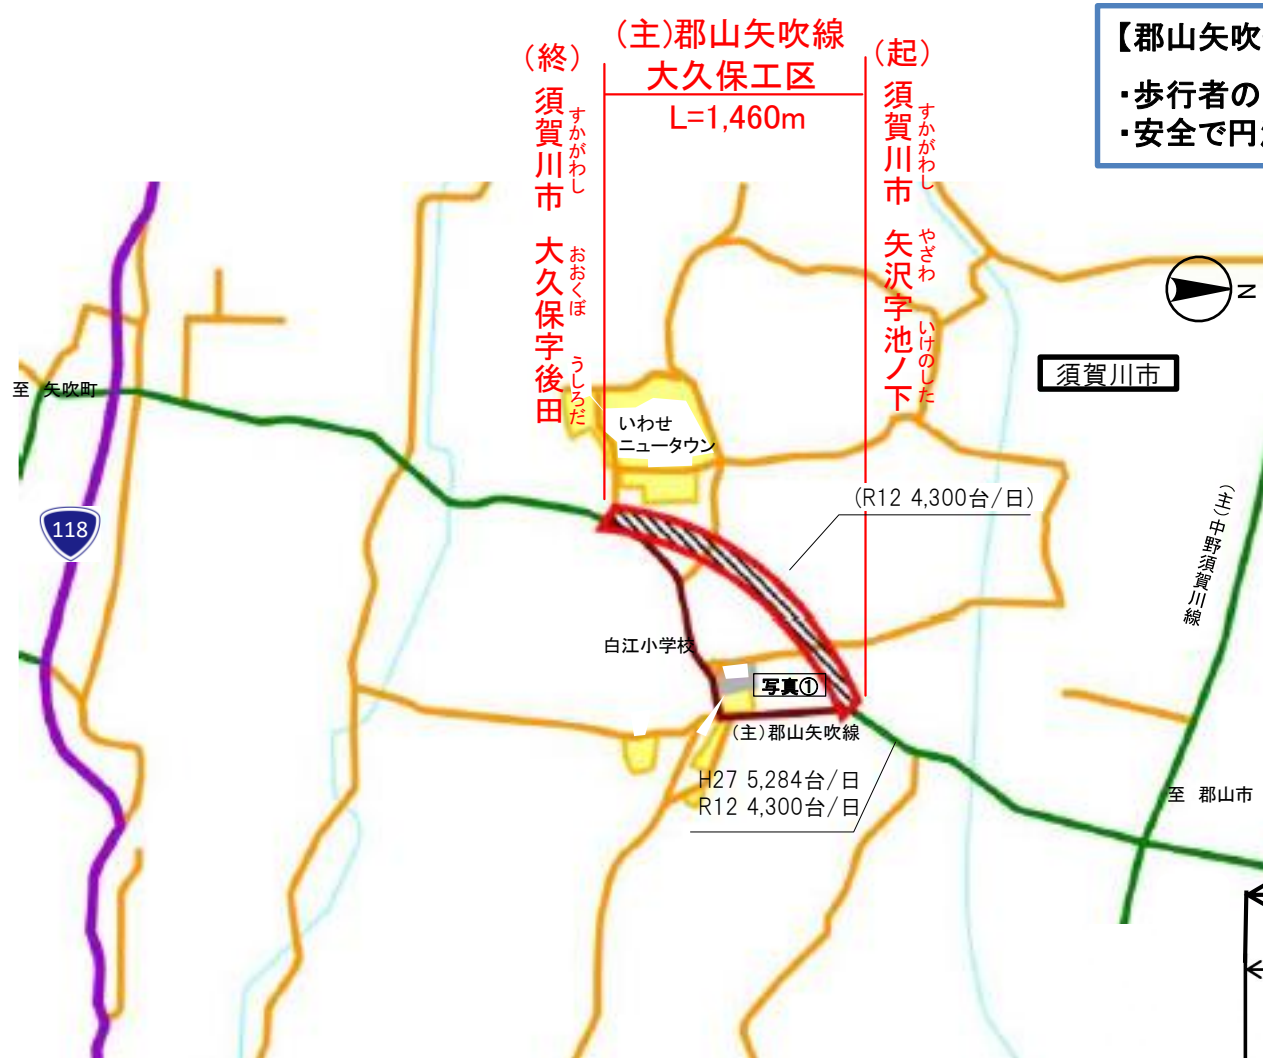 (主)郡山矢吹線
大久保工区
L=1,460m
(終)
須賀川市 大久保字後田
すかがわし おおくぼ うしろだ
(起)
須賀川市 矢沢字池ノ下
すかがわし やざわ いけのした
【郡山矢吹
・歩行者の
・安全で円
N
須賀川市
至 矢吹町
いわせ
ニュータウン
(R12 4,300台/日)
118
(主)中野須賀川線
白江小学校
写真①
(主)郡山矢吹線
H27 5,284台/日
R12 4,300台/日
至 郡山市